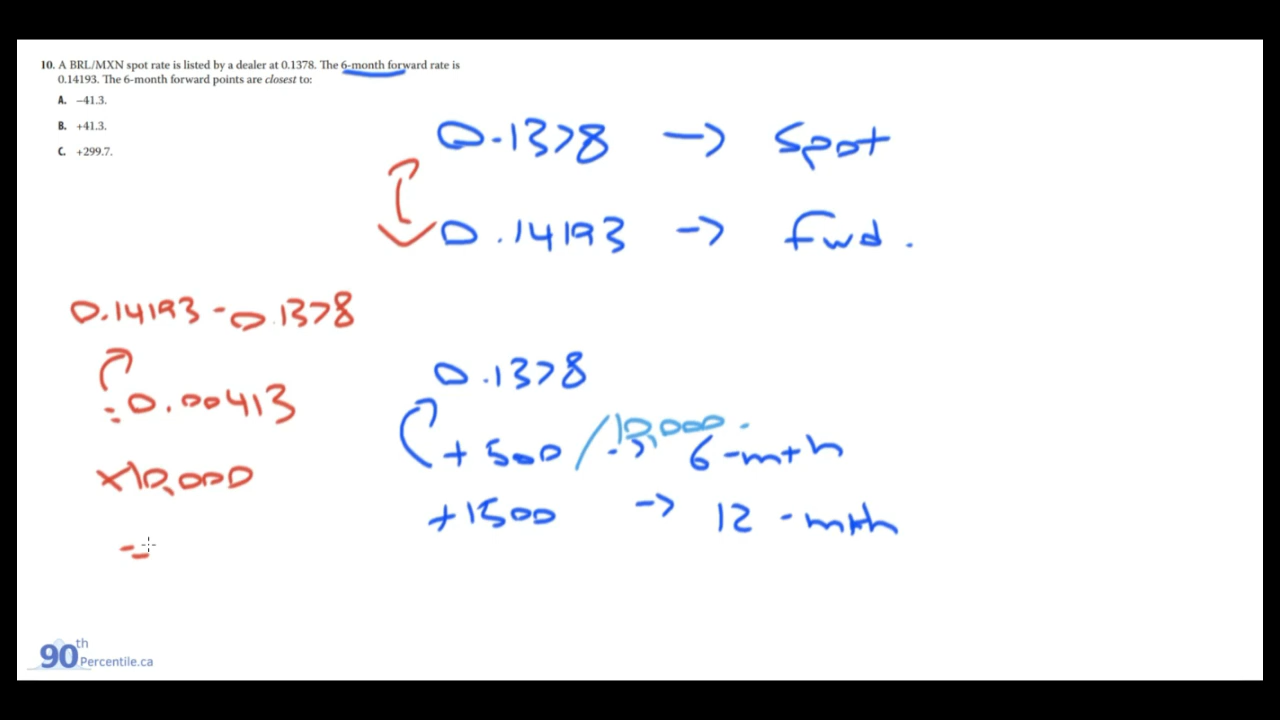 10. A BRL/MXN spot rate is listed by a dealer at 0.1378. The 6-month forward rate is
0.14193. The 6-month forward points are closest to:
A. −41.3.
B. +41.3.
C. +299.7.
0.1378 → Spot
0.14193 → fwd.
0.14193 - 0.1378
= 0.00413
×10,000
=
0.1378
+500 /10,000. → 6-mth
+1500 → 12-mth
90th
Percentile.ca